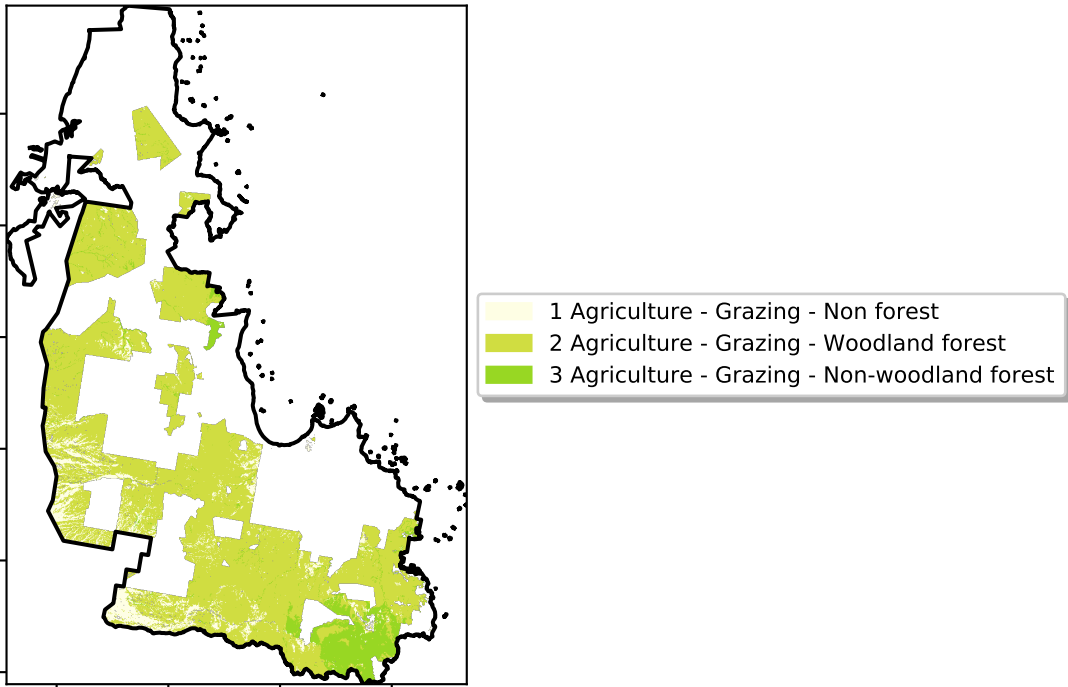 1 Agriculture - Grazing - Non forest
2 Agriculture - Grazing - Woodland forest
3 Agriculture - Grazing - Non-woodland forest